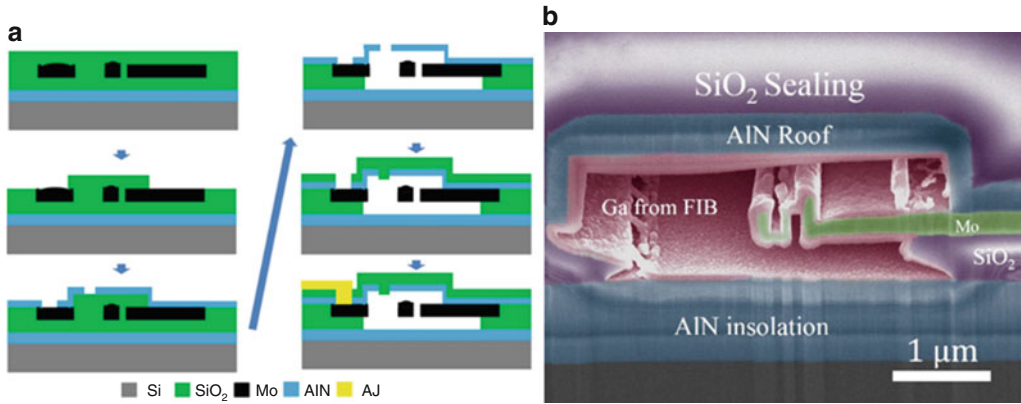 a
Si SiO2 Mo AlN AJ
b
SiO2 Sealing
AlN Roof
Ga from FIB
Mo
SiO2
AlN insolation
1 μm